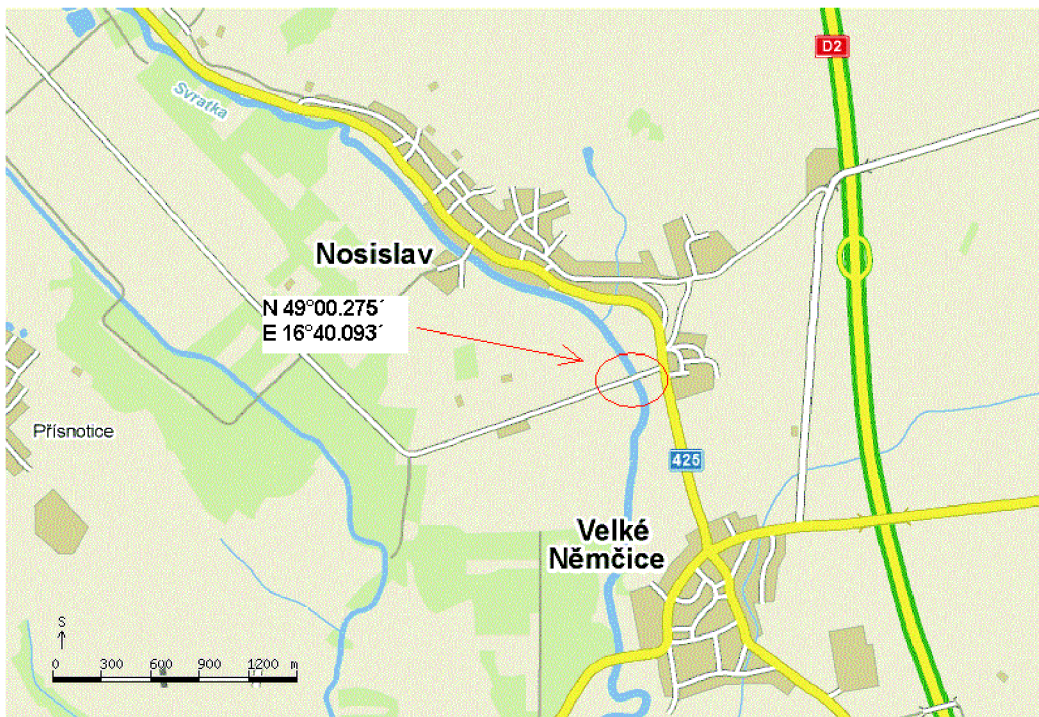 D2
Svratka
Nosislav
N 49°00.275´
E 16°40.093´
Přísnotice
425
Velké
Němčice
S
0 300 600 900 1200 m